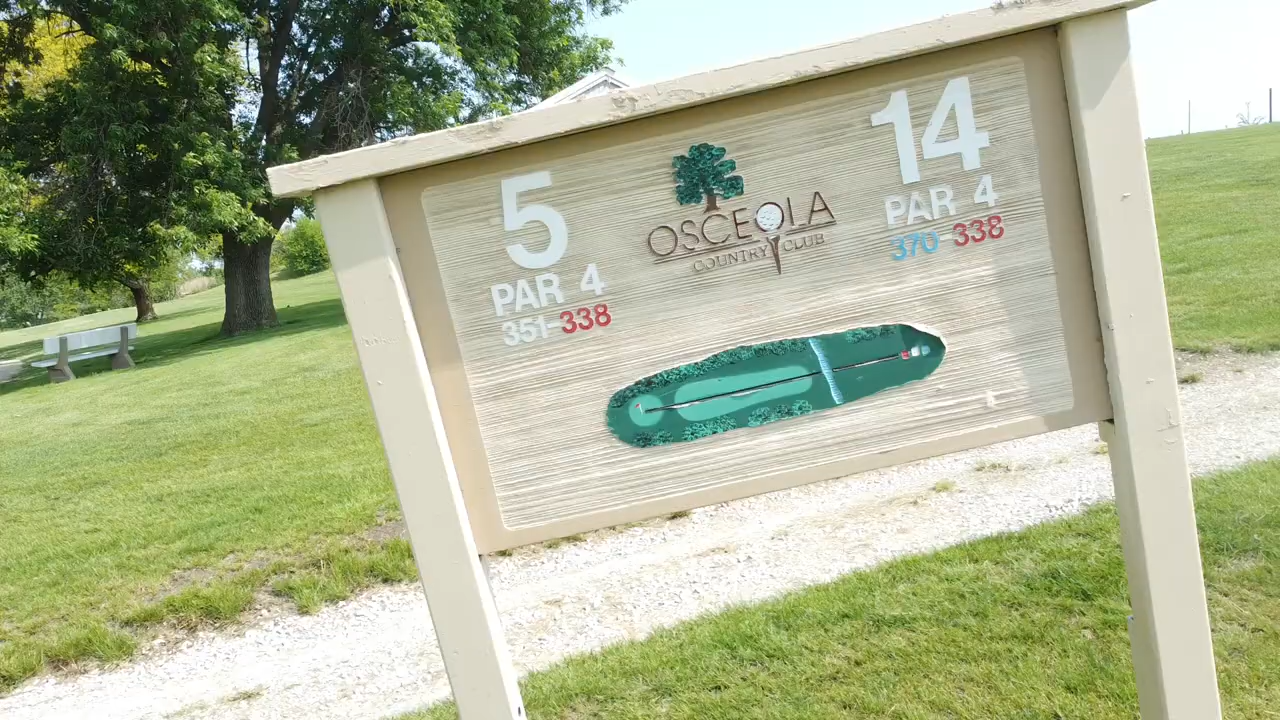 5
PAR 4
351-338
OSCEOLA
COUNTRY CLUB
14
PAR 4
370 338